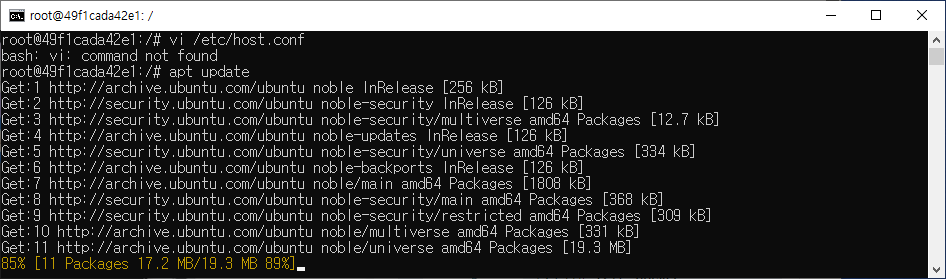 root@49f1cada42e1: /
root@49f1cada42e1:/# vi /etc/host.conf
bash: vi: command not found
root@49f1cada42e1:/# apt update
Get:1 http://archive.ubuntu.com/ubuntu noble InRelease [256 kB]
Get:2 http://security.ubuntu.com/ubuntu noble-security InRelease [126 kB]
Get:3 http://security.ubuntu.com/ubuntu noble-security/multiverse amd64 Packages [12.7 kB]
Get:4 http://archive.ubuntu.com/ubuntu noble-updates InRelease [126 kB]
Get:5 http://security.ubuntu.com/ubuntu noble-security/universe amd64 Packages [334 kB]
Get:6 http://archive.ubuntu.com/ubuntu noble-backports InRelease [126 kB]
Get:7 http://archive.ubuntu.com/ubuntu noble/main amd64 Packages [1808 kB]
Get:8 http://security.ubuntu.com/ubuntu noble-security/main amd64 Packages [368 kB]
Get:9 http://security.ubuntu.com/ubuntu noble-security/restricted amd64 Packages [309 kB]
Get:10 http://archive.ubuntu.com/ubuntu noble/multiverse amd64 Packages [331 kB]
Get:11 http://archive.ubuntu.com/ubuntu noble/universe amd64 Packages [19.3 MB]
85% [11 Packages 17.2 MB/19.3 MB 89%]